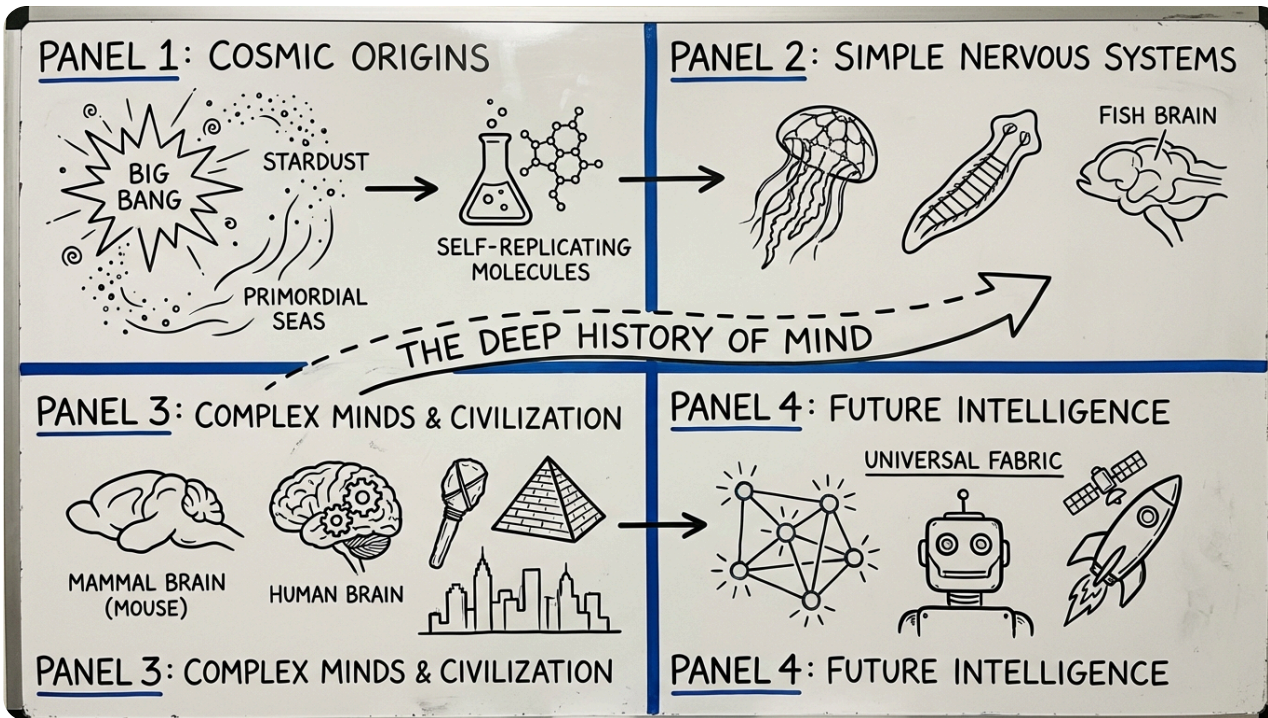 PANEL 1: COSMIC ORIGINS
BIG
BANG
STARDUST
PRIMORDIAL
SEAS
SELF-REPLICATING
MOLECULES
PANEL 2: SIMPLE NERVOUS SYSTEMS
FISH BRAIN
THE DEEP HISTORY OF MIND
PANEL 3: COMPLEX MINDS & CIVILIZATION
MAMMAL BRAIN
(MOUSE)
HUMAN BRAIN
PANEL 3: COMPLEX MINDS & CIVILIZATION
PANEL 4: FUTURE INTELLIGENCE
UNIVERSAL FABRIC
PANEL 4: FUTURE INTELLIGENCE